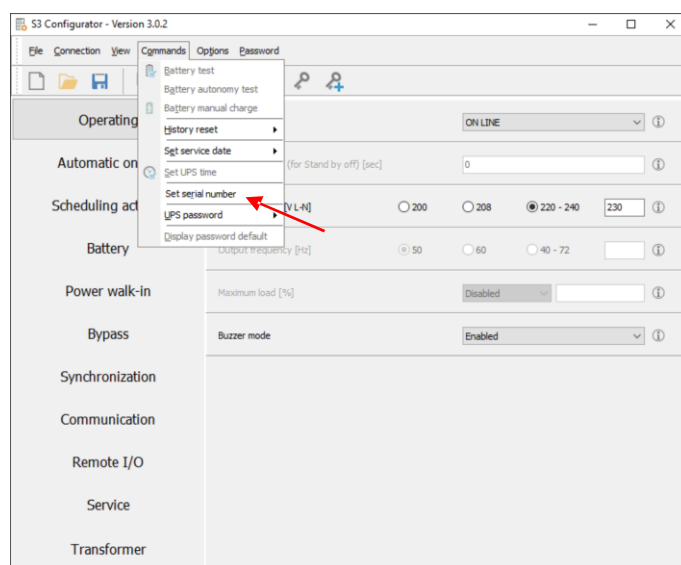 S3 Configurator - Version 3.0.2
File Connection View Commands Options Password
Battery test
Battery autonomy test
Battery manual charge
History reset
Set service date
Set UPS time
Set serial number
UPS password
Display password default
Operating
ON LINE
Automatic on
(for Stand by off) [sec]
0
Scheduling act
[V L-N]
200
208
220 - 240
230
Battery
Output frequency [Hz]
50
60
40 - 72
Power walk-in
Maximum load [%]
Disabled
Bypass
Buzzer mode
Enabled
Synchronization
Communication
Remote I/O
Service
Transformer